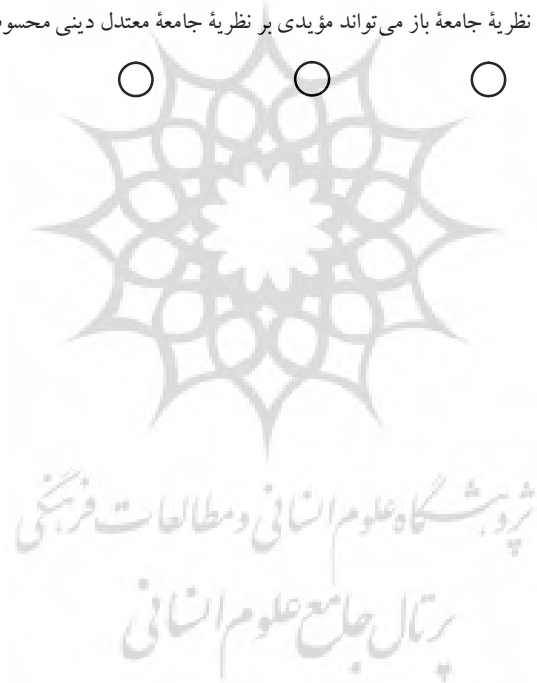 نظریهٔ جامعهٔ باز می‌تواند مؤیدی بر نظریهٔ جامعهٔ معتدل دینی
پژوهشگاه علوم انسانی و مطالعات فرهنگی
پرتال جامع علوم انسانی